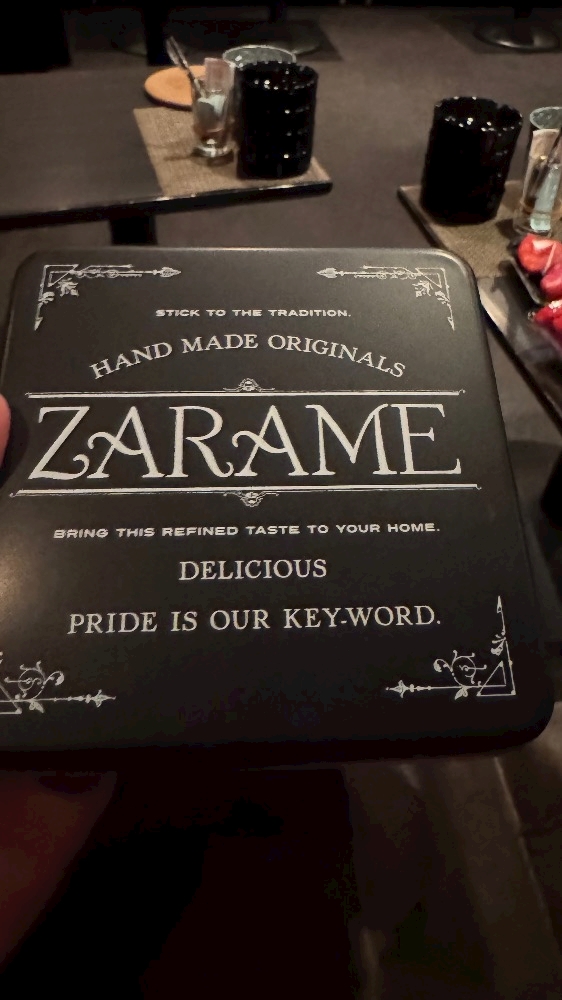 STICK TO THE TRADITION.
HAND MADE ORIGINALS
ZARAME
BRING THIS REFINED TASTE TO YOUR HOME.
DELICIOUS
PRIDE IS OUR KEY-WORD.